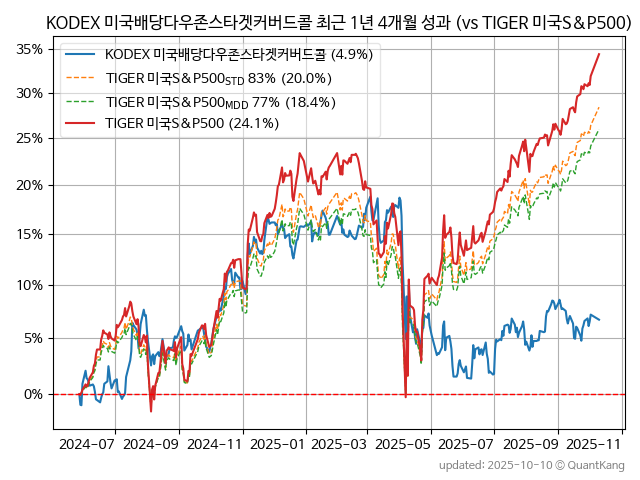 KODEX 미국배당다우존스타겟커버드콜 최근 1년 4개월 성과 (vs TIGER 미국S&P500)
KODEX 미국배당다우존스타겟커버드콜 (4.9%)
TIGER 미국S&P500STD 83% (20.0%)
TIGER 미국S&P500MDD 77% (18.4%)
TIGER 미국S&P500 (24.1%)
35%
30%
25%
20%
15%
10%
5%
0%
2024-07 2024-09 2024-11 2025-01 2025-03 2025-05 2025-07 2025-09 2025-11
updated: 2025-10-10 © QuantKang